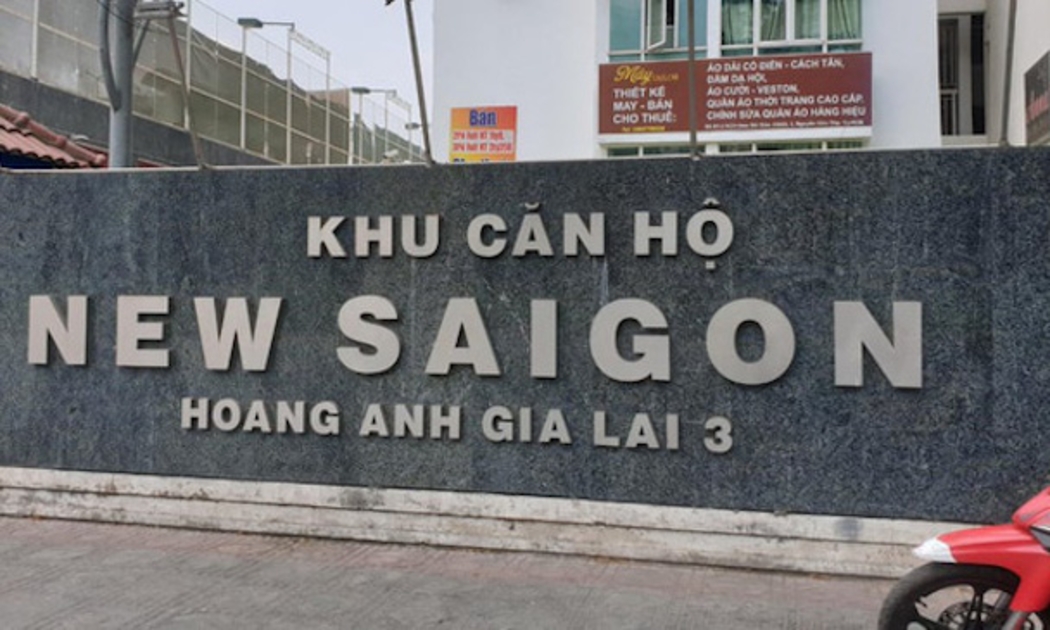 May TAILOR
THIẾT KẾ
MAY - BÁN
CHO THUÊ:
ÁO DÀI CỔ ĐIỂN - CÁCH TÂN,
ĐẦM DẠ HỘI,
ÁO CƯỚI - VESTON,
QUẦN ÁO THỜI TRANG CAO CẤP,
CHỈNH SỬA QUẦN ÁO HÀNG HIỆU
Bán
KHU CĂN HỘ
NEW SAIGON
HOANG ANH GIA LAI 3